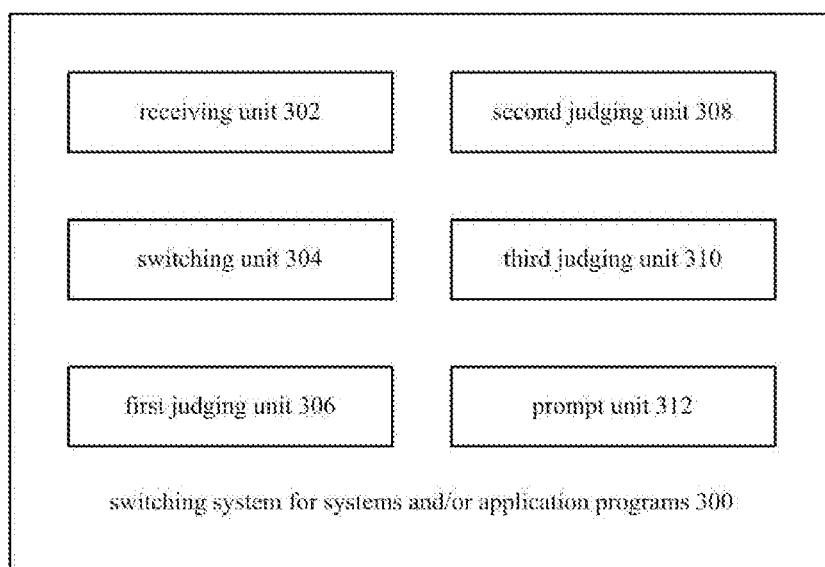 receiving unit 302
second judging unit 308
switching unit 304
third judging unit 310
first judging unit 306
prompt unit 312
switching system for systems and/or application programs 300